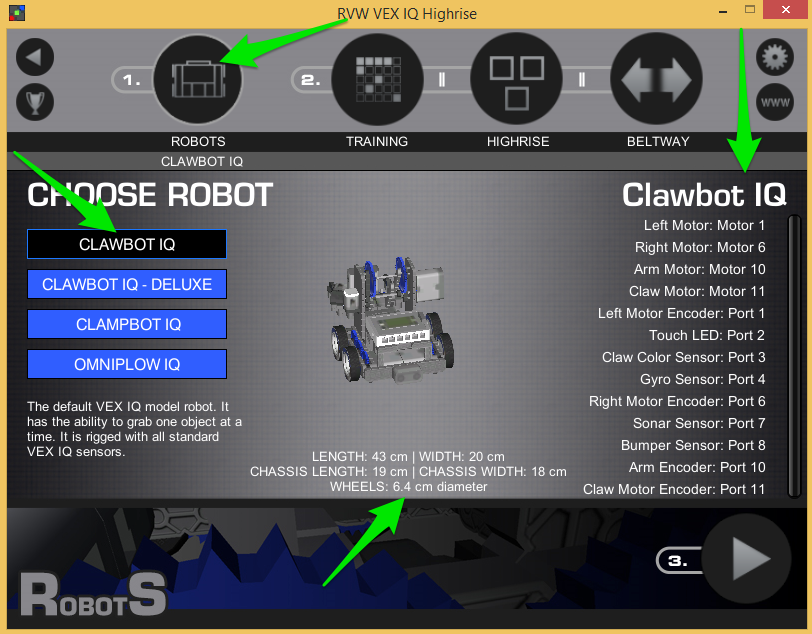 RVW VEX IQ Highrise
1.
2.
WWW
ROBOTS
TRAINING
HIGHRISE
BELTWAY
CLAWBOT IQ
CHOOSE ROBOT
CLAWBOT IQ
CLAWBOT IQ - DELUXE
CLAMPBOT IQ
OMNIPLOW IQ
The default VEX IQ model robot. It
has the ability to grab one object at a
time. It is rigged with all standard
VEX IQ sensors.
LENGTH: 43 cm | WIDTH: 20 cm
CHASSIS LENGTH: 19 cm | CHASSIS WIDTH: 18 cm
WHEELS: 6.4 cm diameter
Clawbot IQ
Left Motor: Motor 1
Right Motor: Motor 6
Arm Motor: Motor 10
Claw Motor: Motor 11
Left Motor Encoder: Port 1
Touch LED: Port 2
Claw Color Sensor: Port 3
Gyro Sensor: Port 4
Right Motor Encoder: Port 6
Sonar Sensor: Port 7
Bumper Sensor: Port 8
Arm Encoder: Port 10
Claw Motor Encoder: Port 11
3.
ROBOTS